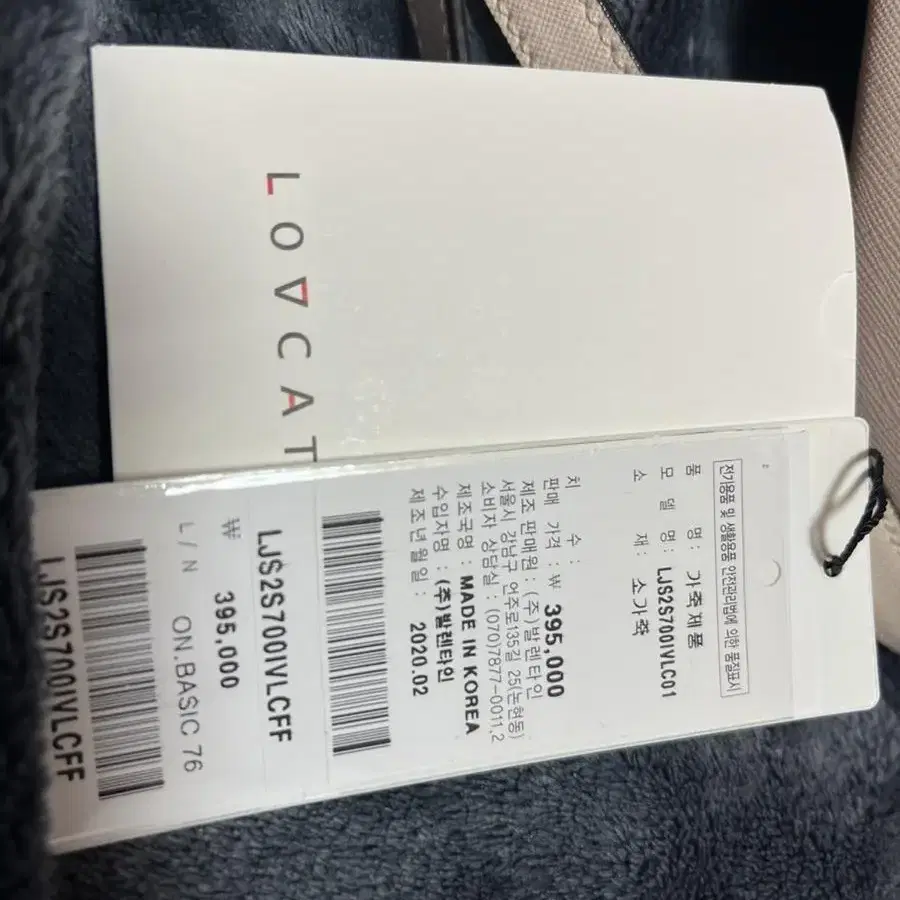 LOVCAT
전기용품 및 생활용품 안전관리법에 의한 품질표시
품 명 : 가죽제품
모 델 명 : LJS2S700IVLC01
소 재 : 소가죽
치 수 :
판매 가격 : ₩ 395,000
제조 판매원 : (주)발렌타인
서울시 강남구 언주로135길 25(논현동)
소비자 상담실 : (070)7877-0011,2
제조국명 : MADE IN KOREA
수입자명 : (주)발렌타인
제조년월일 : 2020.02
LJS2S700IVLCFF
₩ 395,000
L/N ON.BASIC 76
LJS2S700IVLCFF